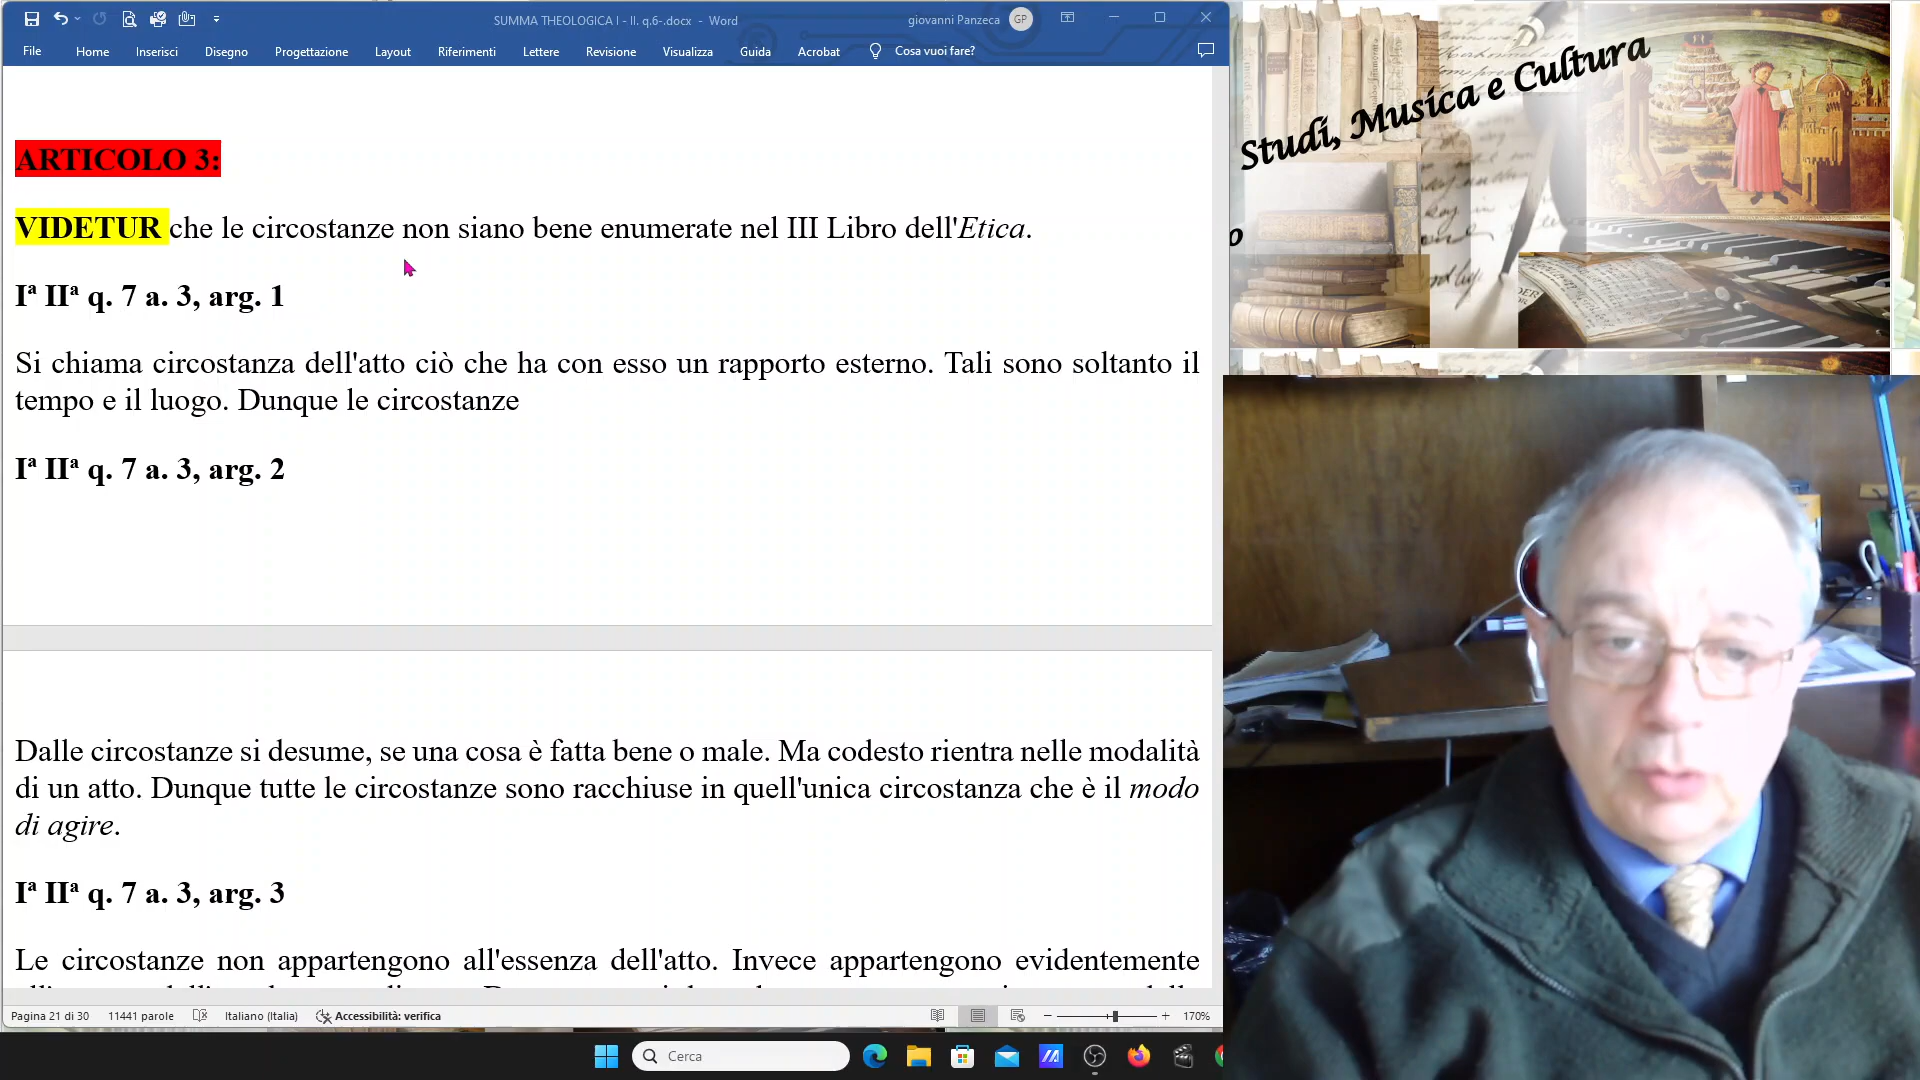 SUMMA THEOLOGICA I - II. q.6-.docx - Word
giovanni Panzeca GP
File Home Inserisci Disegno Progettazione Layout Riferimenti Lettere Revisione Visualizza Guida Acrobat Cosa vuoi fare?
Studi, Musica e Cultura
o
ARTICOLO 3:
VIDETUR che le circostanze non siano bene enumerate nel III Libro dell'Etica.
Iª IIª q. 7 a. 3, arg. 1
Si chiama circostanza dell'atto ciò che ha con esso un rapporto esterno. Tali sono soltanto il
tempo e il luogo. Dunque le circostanze
Iª IIª q. 7 a. 3, arg. 2
Dalle circostanze si desume, se una cosa è fatta bene o male. Ma codesto rientra nelle modalità
di un atto. Dunque tutte le circostanze sono racchiuse in quell'unica circostanza che è il modo
di agire.
Iª IIª q. 7 a. 3, arg. 3
Le circostanze non appartengono all'essenza dell'atto. Invece appartengono evidentemente
Pagina 21 di 30 11441 parole Italiano (Italia) Accessibilità: verifica 170%
Cerca